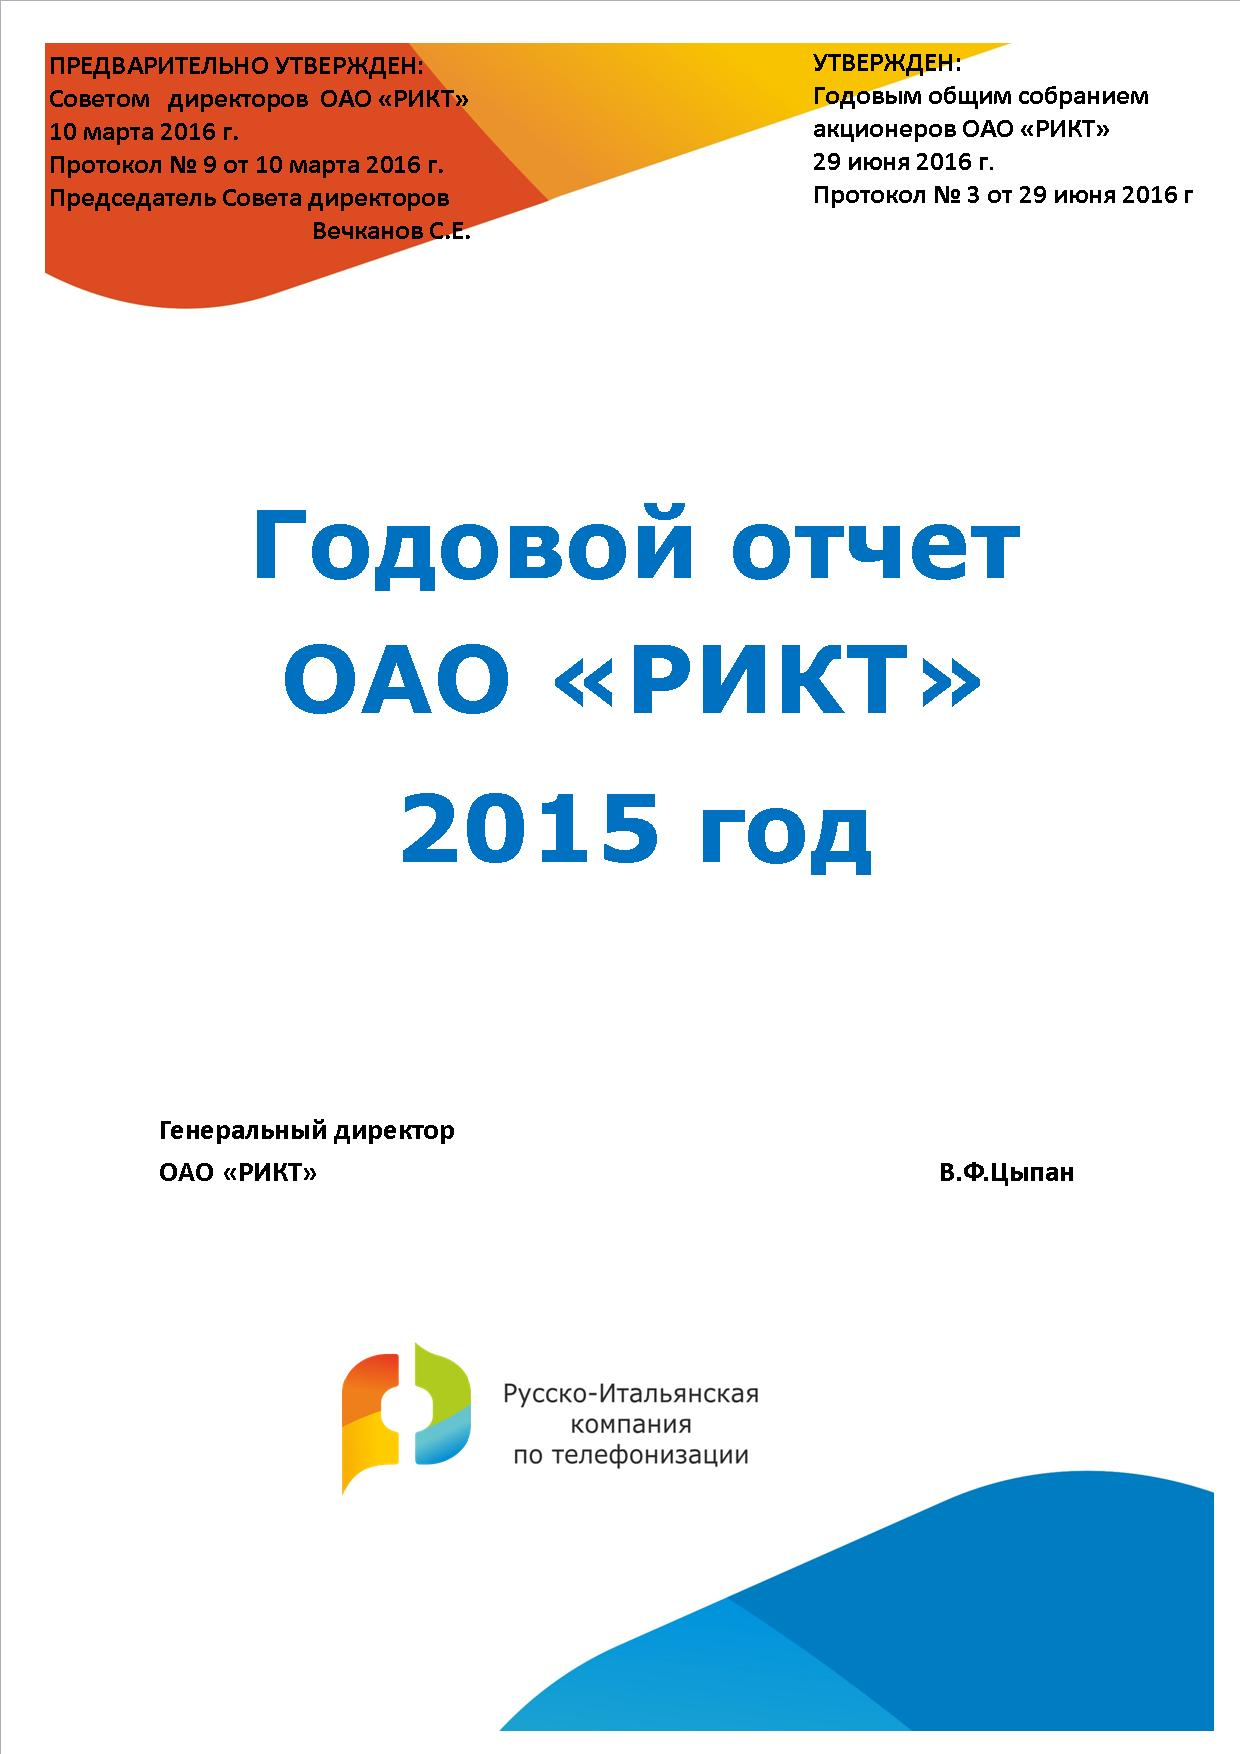 ПРЕДВАРИТЕЛЬНО УТВЕРЖДЕН:
Советом директоров ОАО «РИКТ»
10 марта 2016 г.
Протокол № 9 от 10 марта 2016 г.
Председатель Совета директоров
Вечканов С.Е.
УТВЕРЖДЕН:
Годовым общим собранием
акционеров ОАО «РИКТ»
29 июня 2016 г.
Протокол № 3 от 29 июня 2016 г
Годовой отчет
ОАО «РИКТ»
2015 год
Генеральный директор
ОАО «РИКТ» В.Ф.Цыпан
Русско-Итальянская
компания
по телефонизации